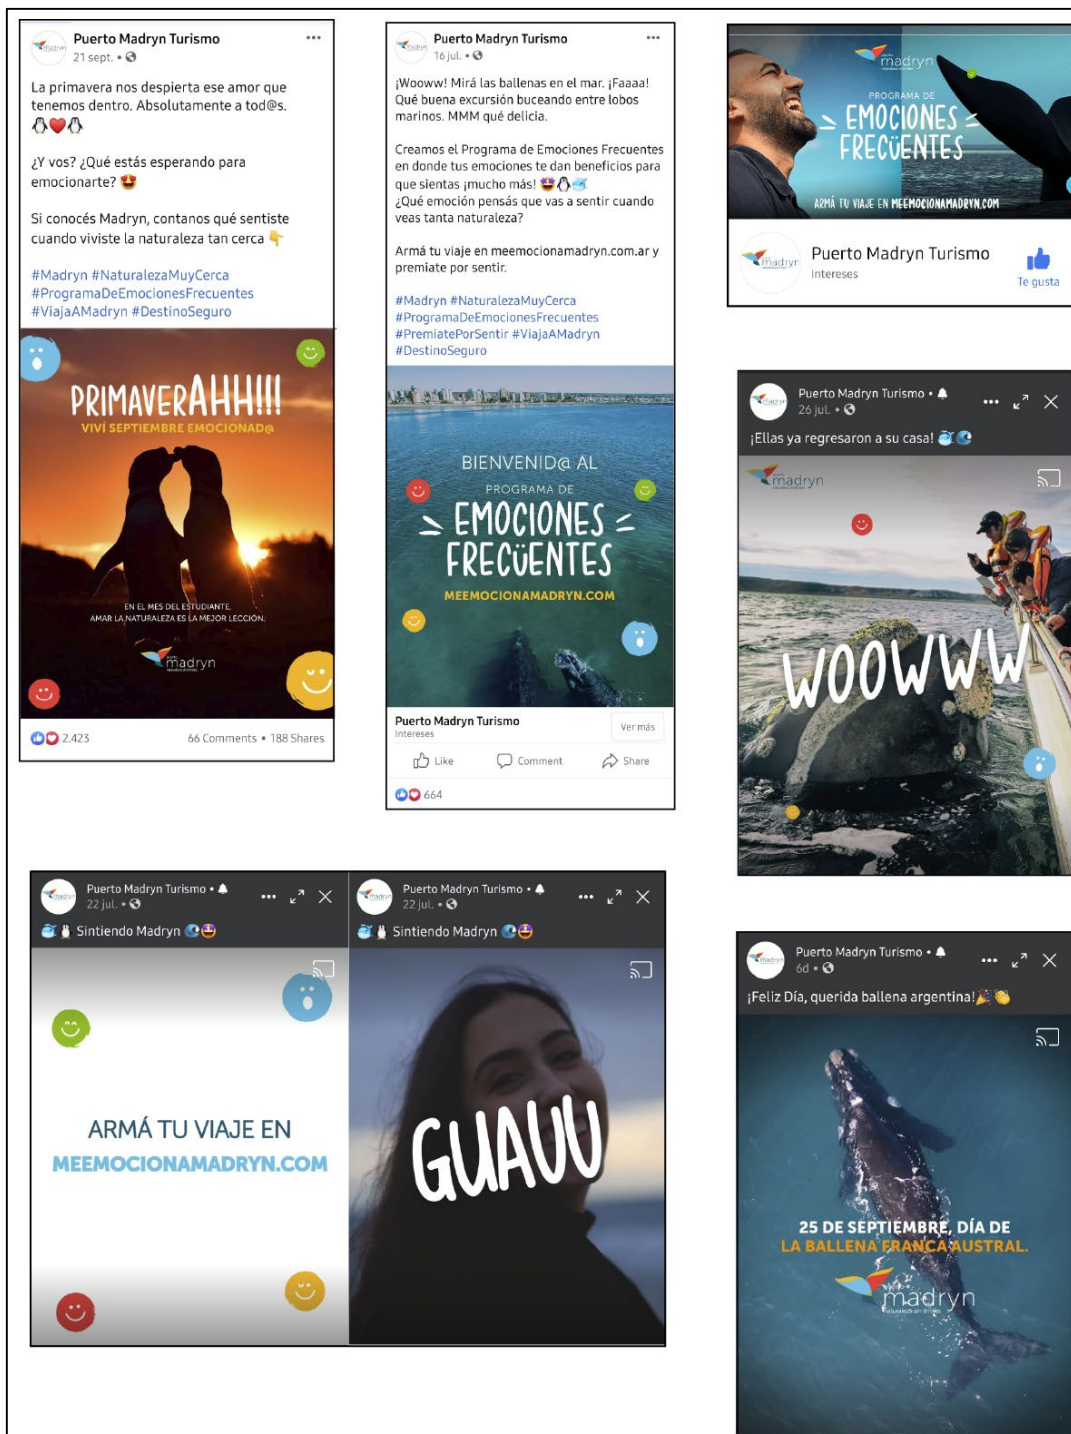 Puerto Madryn Turismo
21 sept.
La primavera nos despierta ese amor que
tenemos dentro. Absolutamente a tod@s.
🐧❤️🐧
¿Y vos? ¿Qué estás esperando para
emocionarte? 🤩
Si conocés Madryn, contanos qué sentiste
cuando viviste la naturaleza tan cerca 👇
#Madryn #NaturalezaMuyCerca
#ProgramaDeEmocionesFrecuentes
#ViajaAMadryn #DestinoSeguro
PRIMAVERAHH!!!
VIVÍ SEPTIEMBRE EMOCIONAD@
EN EL MES DEL ESTUDIANTE,
AMAR LA NATURALEZA ES LA MEJOR LECCIÓN.
madryn
2.423 66 Comments • 188 Shares
Puerto Madryn Turismo
16 jul.
¡Wooww! Mirá las ballenas en el mar. ¡Faaaa!
Qué buena excursión buceando entre lobos
marinos. MMM qué delicia.
Creamos el Programa de Emociones Frecuentes
en donde tus emociones te dan beneficios para
que sientas ¡mucho más! 🤩🐧🐳
¿Qué emoción pensás que vas a sentir cuando
veas tanta naturaleza?
Armá tu viaje en meemocionamadryn.com.ar y
premiate por sentir.
#Madryn #NaturalezaMuyCerca
#ProgramaDeEmocionesFrecuentes
#PremiatePorSentir #ViajaAMadryn
#DestinoSeguro
BIENVENID@ AL
PROGRAMA DE
EMOCIONES
FRECÜENTES
MEEMOCIONAMADRYN.COM
Puerto Madryn Turismo
Intereses
Ver más
Like Comment Share
664
madryn
PROGRAMA DE
EMOCIONES
FRECÜENTES
ARMÁ TU VIAJE EN MEEMOCIONAMADRYN.COM
madryn
Puerto Madryn Turismo
Intereses
Te gusta
Puerto Madryn Turismo
26 jul.
¡Ellas ya regresaron a su casa! 🐳🌊
madryn
WOOWWW
Puerto Madryn Turismo
22 jul.
🐳🐧 Sintiendo Madryn 🌊🤩
ARMÁ TU VIAJE EN
MEEMOCIONAMADRYN.COM
Puerto Madryn Turismo
22 jul.
🐳🐧 Sintiendo Madryn 🌊🤩
GUAUU
Puerto Madryn Turismo
6d
¡Feliz Día, querida ballena argentina!🎉👏
25 DE SEPTIEMBRE, DÍA DE
LA BALLENA FRANCA AUSTRAL.
madryn
naturaleza sin límites